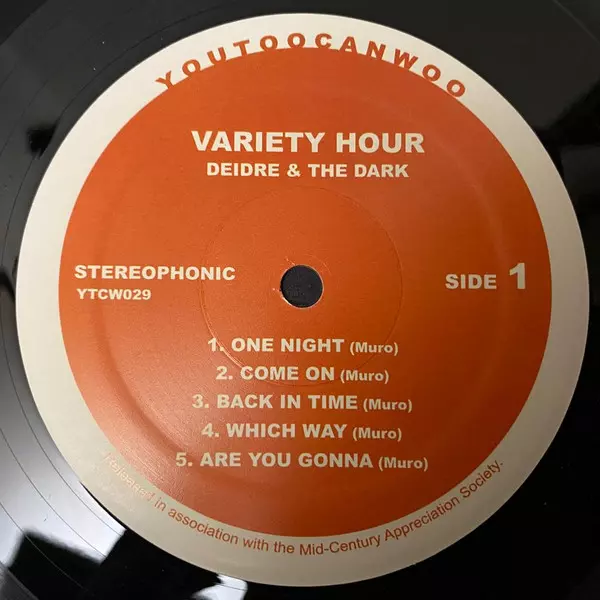 YOUTOOCANWOO
VARIETY HOUR
DEIDRE & THE DARK
STEREOPHONIC
YTCW029
SIDE 1
1. ONE NIGHT (Muro)
2. COME ON (Muro)
3. BACK IN TIME (Muro)
4. WHICH WAY (Muro)
5. ARE YOU GONNA (Muro)
Released in association with the Mid-Century Appreciation Society.